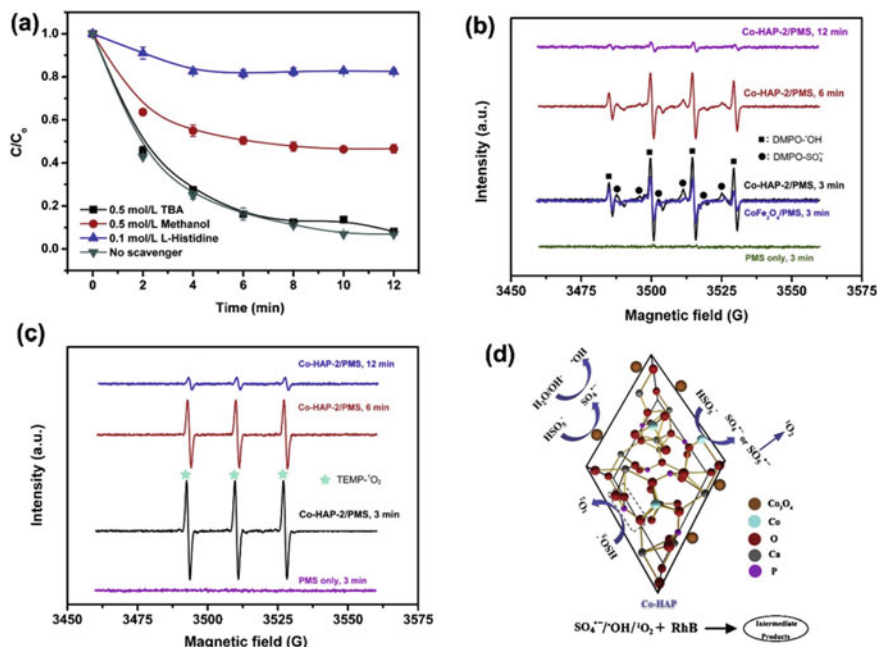 (a)
1.0
0.8
0.6
0.4
0.2
0.0
C/C₀
0.5 mol/L TBA
0.5 mol/L Methanol
0.1 mol/L L-Histidine
No scavenger
0 2 4 6 8 10 12
Time (min)
(b)
Co-HAP-2/PMS, 12 min
Co-HAP-2/PMS, 6 min
■: DMPO-·OH
●: DMPO-SO₄·⁻
Co-HAP-2/PMS, 3 min
CoFe₂O₄/PMS, 3 min
PMS only, 3 min
Intensity (a.u.)
3450 3475 3500 3525 3550 3575
Magnetic field (G)
(c)
Co-HAP-2/PMS, 12 min
Co-HAP-2/PMS, 6 min
TEMP-¹O₂
Co-HAP-2/PMS, 3 min
PMS only, 3 min
Intensity (a.u.)
3450 3475 3500 3525 3550 3575
Magnetic field (G)
(d)
·OH
H₂O/OH⁻
SO₄·⁻
HSO₅⁻
HSO₅⁻
SO₄·⁻ or SO₅·⁻
¹O₂
¹O₂
HSO₅⁻
Co₃O₄
Co
O
Ca
P
Co-HAP
SO₄·⁻/·OH/¹O₂ + RhB
Intermediate
Products